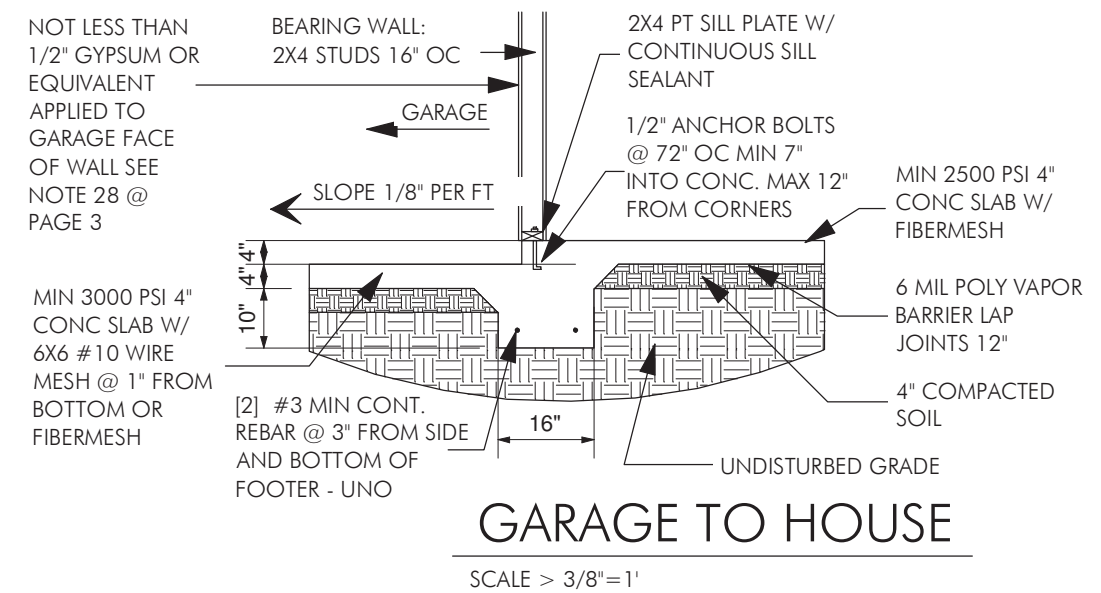 NOT LESS THAN
1/2" GYPSUM OR
EQUIVALENT
APPLIED TO
GARAGE FACE
OF WALL SEE
NOTE 28 @
PAGE 3
BEARING WALL:
2X4 STUDS 16" OC
GARAGE
SLOPE 1/8" PER FT
2X4 PT SILL PLATE W/
CONTINUOUS SILL
SEALANT
1/2" ANCHOR BOLTS
@ 72" OC MIN 7"
INTO CONC. MAX 12"
FROM CORNERS
MIN 2500 PSI 4"
CONC SLAB W/
FIBERMESH
4"
4"
10"
MIN 3000 PSI 4"
CONC SLAB W/
6X6 #10 WIRE
MESH @ 1" FROM
BOTTOM OR
FIBERMESH
[2] #3 MIN CONT.
REBAR @ 3" FROM SIDE
AND BOTTOM OF
FOOTER - UNO
16"
6 MIL POLY VAPOR
BARRIER LAP
JOINTS 12"
4" COMPACTED
SOIL
UNDISTURBED GRADE
GARAGE TO HOUSE
SCALE > 3/8"=1'